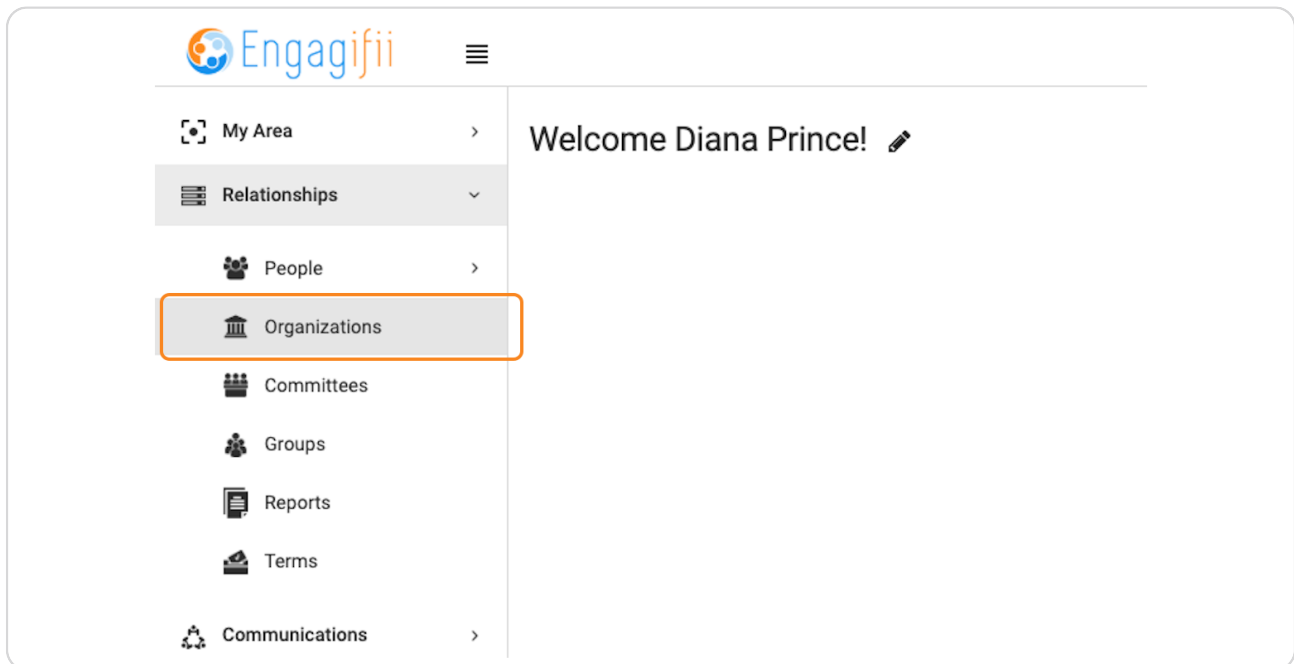 Engagifii
My Area
Welcome Diana Prince!
Relationships
People
Organizations
Committees
Groups
Reports
Terms
Communications